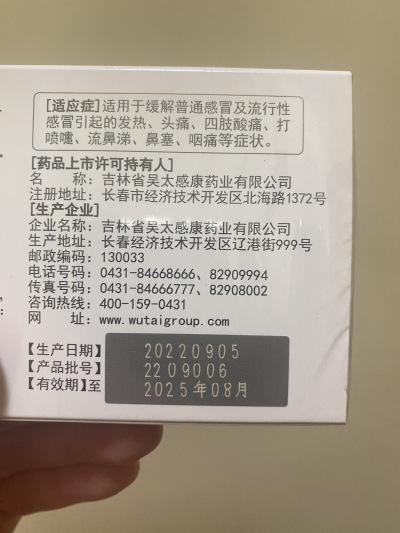 [适应症]适用于缓解普通感冒及流行性
感冒引起的发热、头痛、四肢酸痛、打
喷嚏、流鼻涕、鼻塞、咽痛等症状。
[药品上市许可持有人]
名 称：吉林省吴太感康药业有限公司
注册地址：长春市经济技术开发区北海路1372号
[生产企业]
企业名称：吉林省吴太感康药业有限公司
生产地址：长春经济技术开发区辽港街999号
邮政编码：130033
电话号码：0431-84668666、82909994
传真号码：0431-84666777、82908002
咨询热线：400-159-0431
网 址：www.wutaigroup.com
【生产日期】 20220905
【产品批号】 2209006
【有效期】至 2025年08月